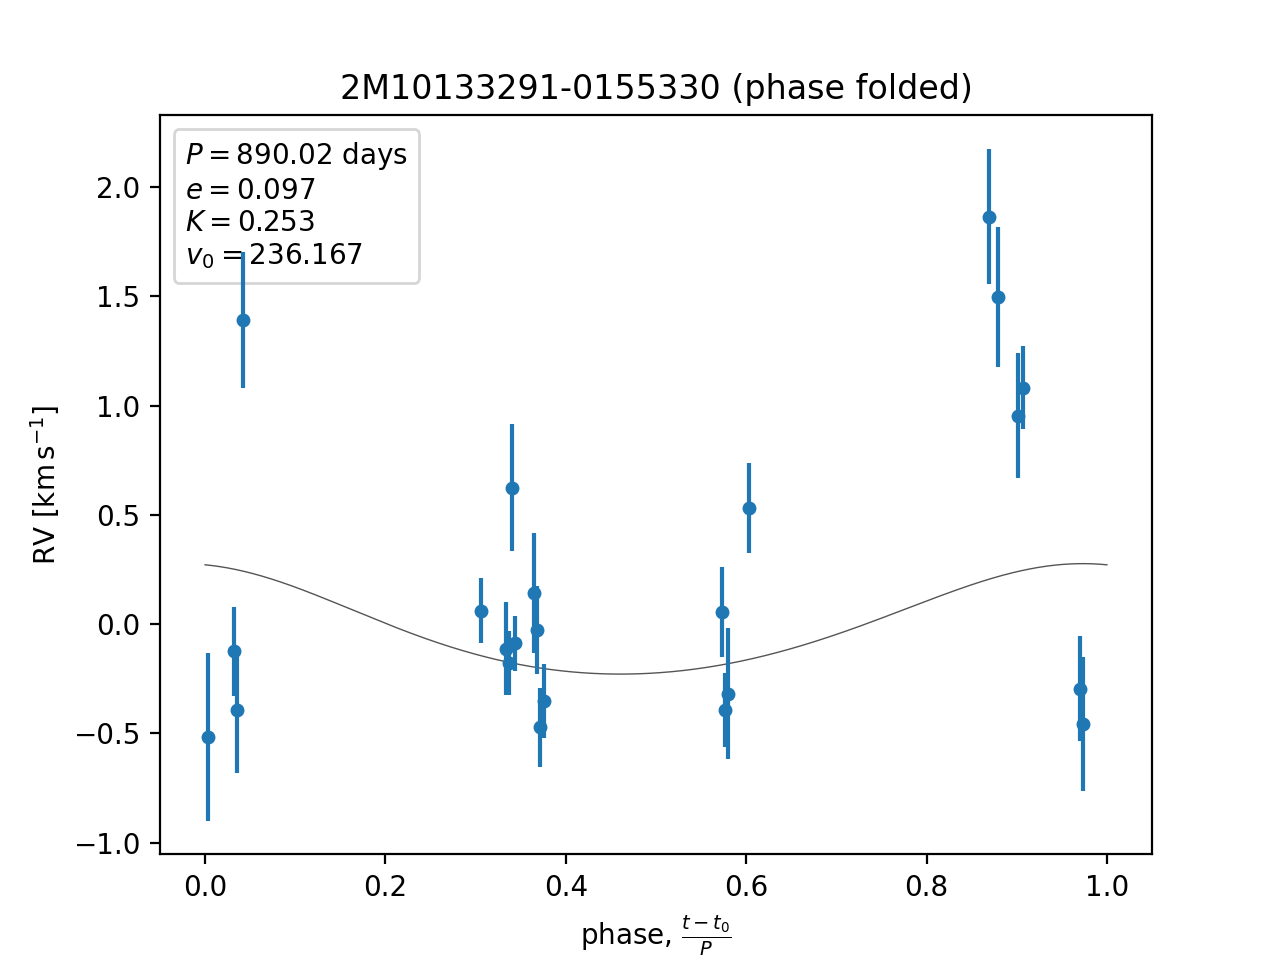 2M10133291-0155330 (phase folded)
P = 890.02 days
e = 0.097
K = 0.253
v₀ = 236.167
RV [km s⁻¹]
2.0
1.5
1.0
0.5
0.0
−0.5
−1.0
0.0 0.2 0.4 0.6 0.8 1.0
phase, (t − t₀)/P